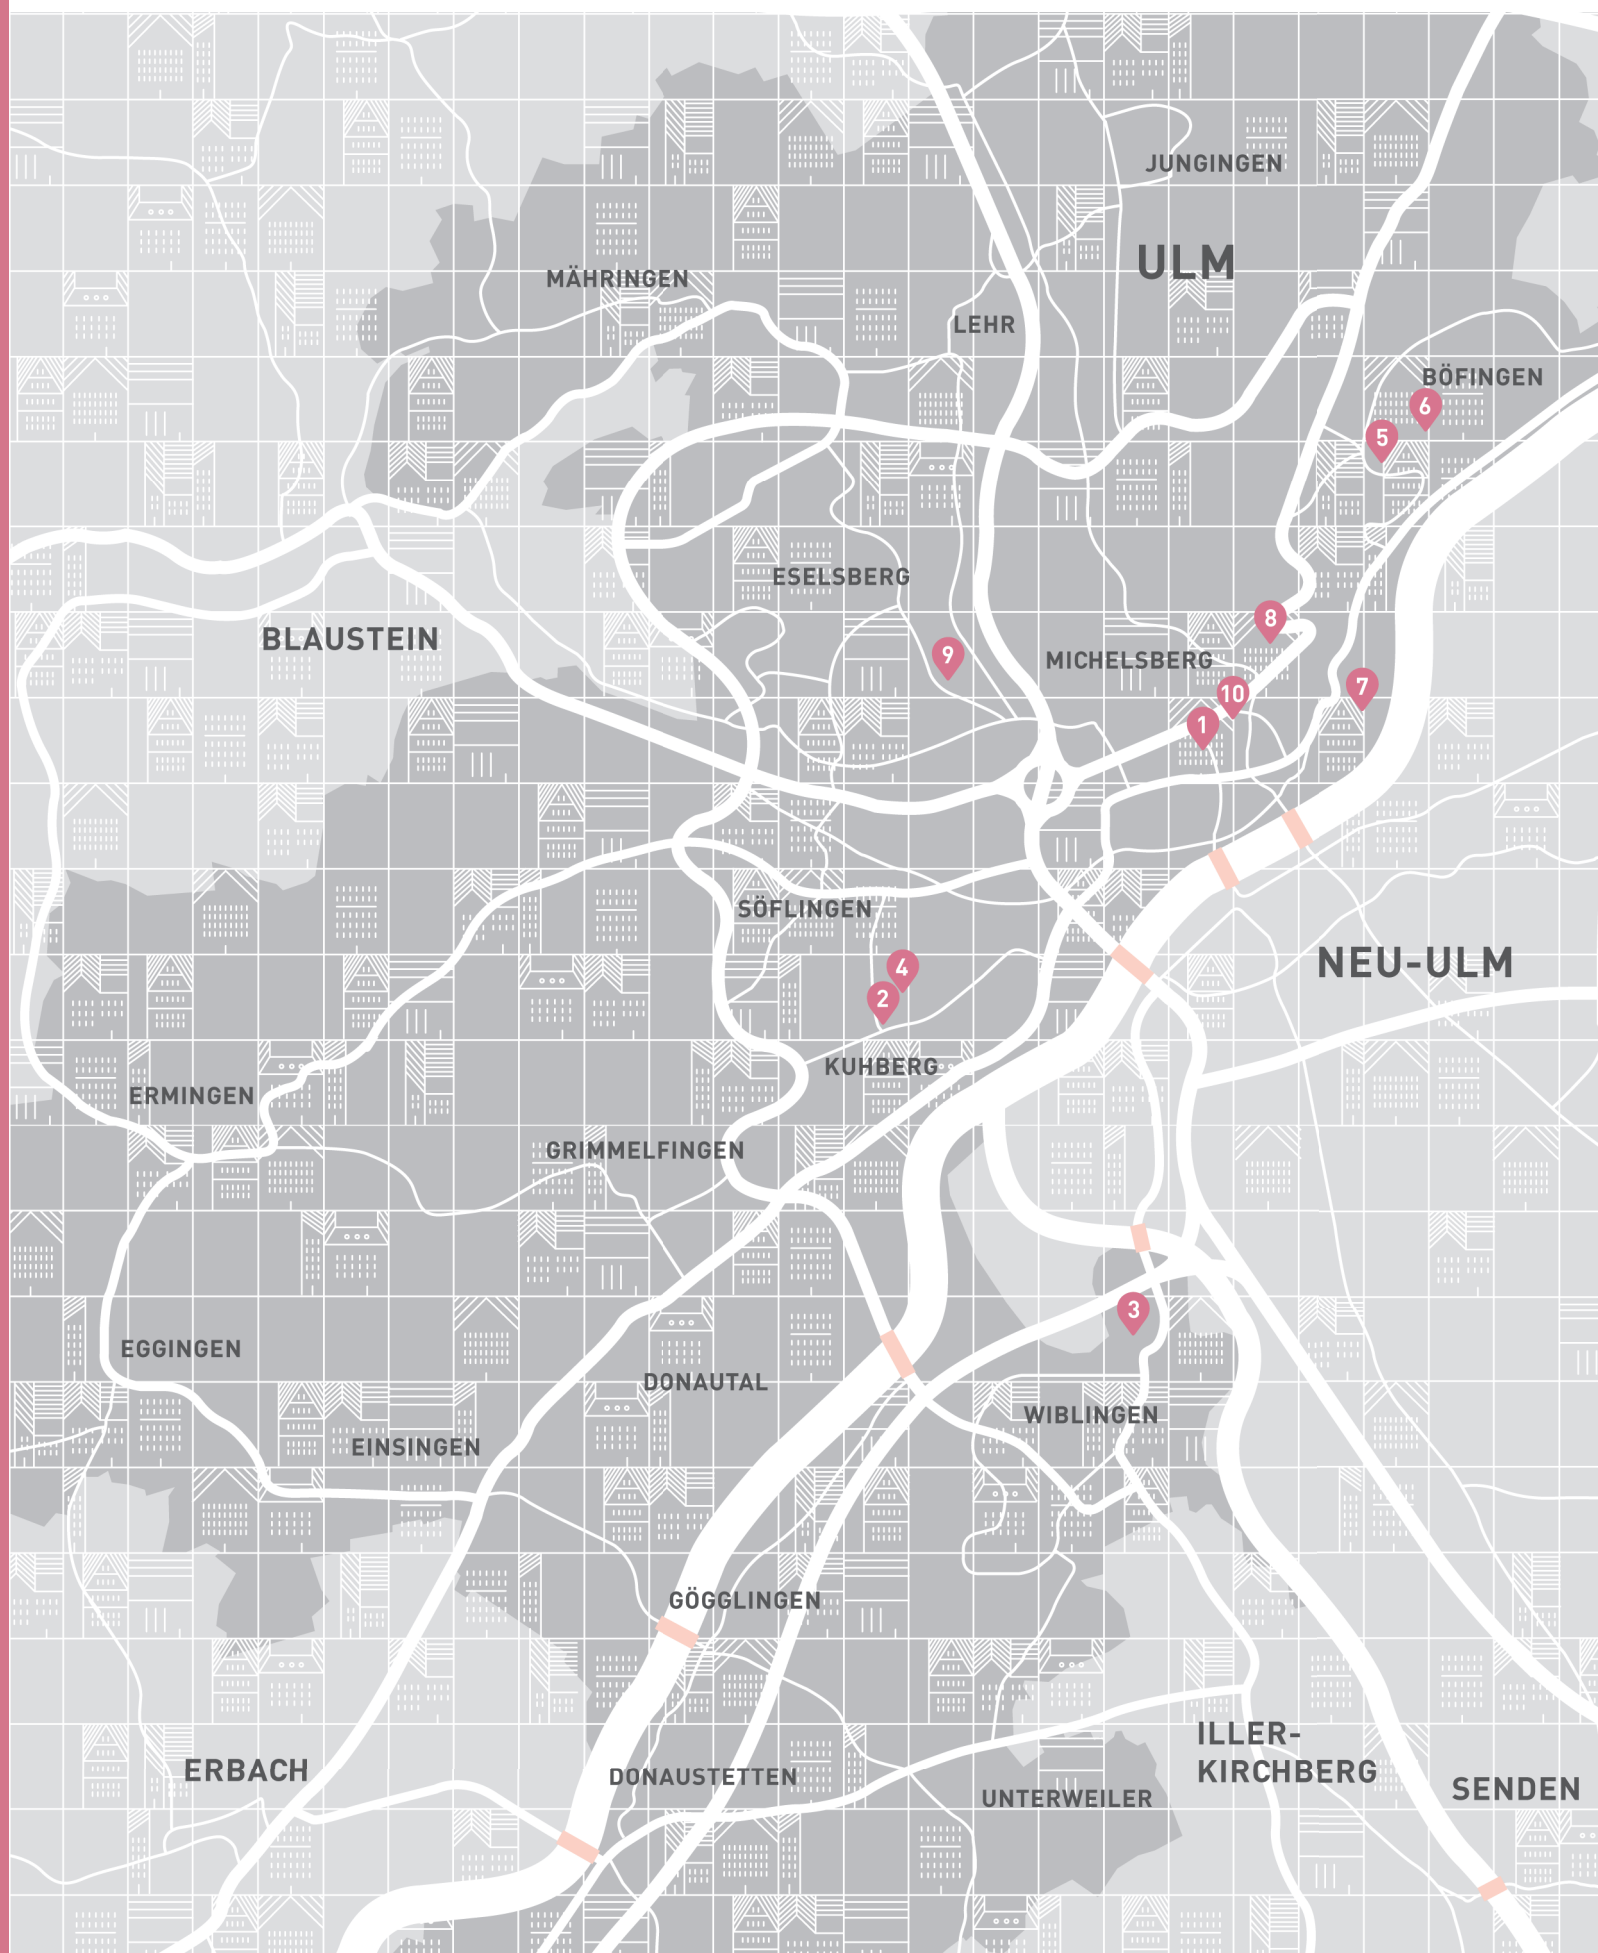 JUNGINGEN
ULM
MÄHRINGEN
LEHR
BÖFINGEN
6
5
ESELSBERG
8
BLAUSTEIN
9
MICHELSBERG
7
10
1
SÖFLINGEN
4
NEU-ULM
2
KUHBERG
ERMINGEN
GRIMMELFINGEN
3
EGGINGEN
DONAUTAL
WIBLINGEN
EINSINGEN
GÖGGLINGEN
ILLER-
KIRCHBERG
ERBACH
DONAUSTETTEN
SENDEN
UNTERWEILER